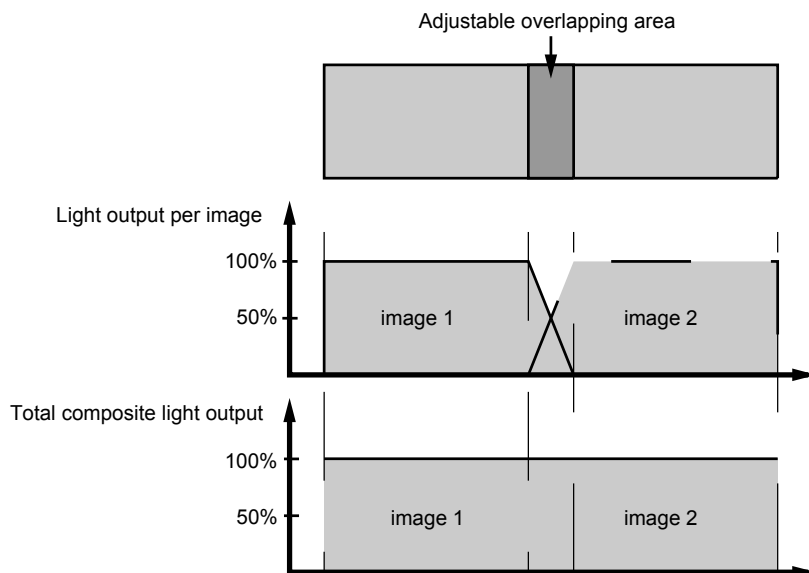 Adjustable overlapping area
Light output per image
100%
50%
image 1
image 2
Total composite light output
100%
50%
image 1
image 2